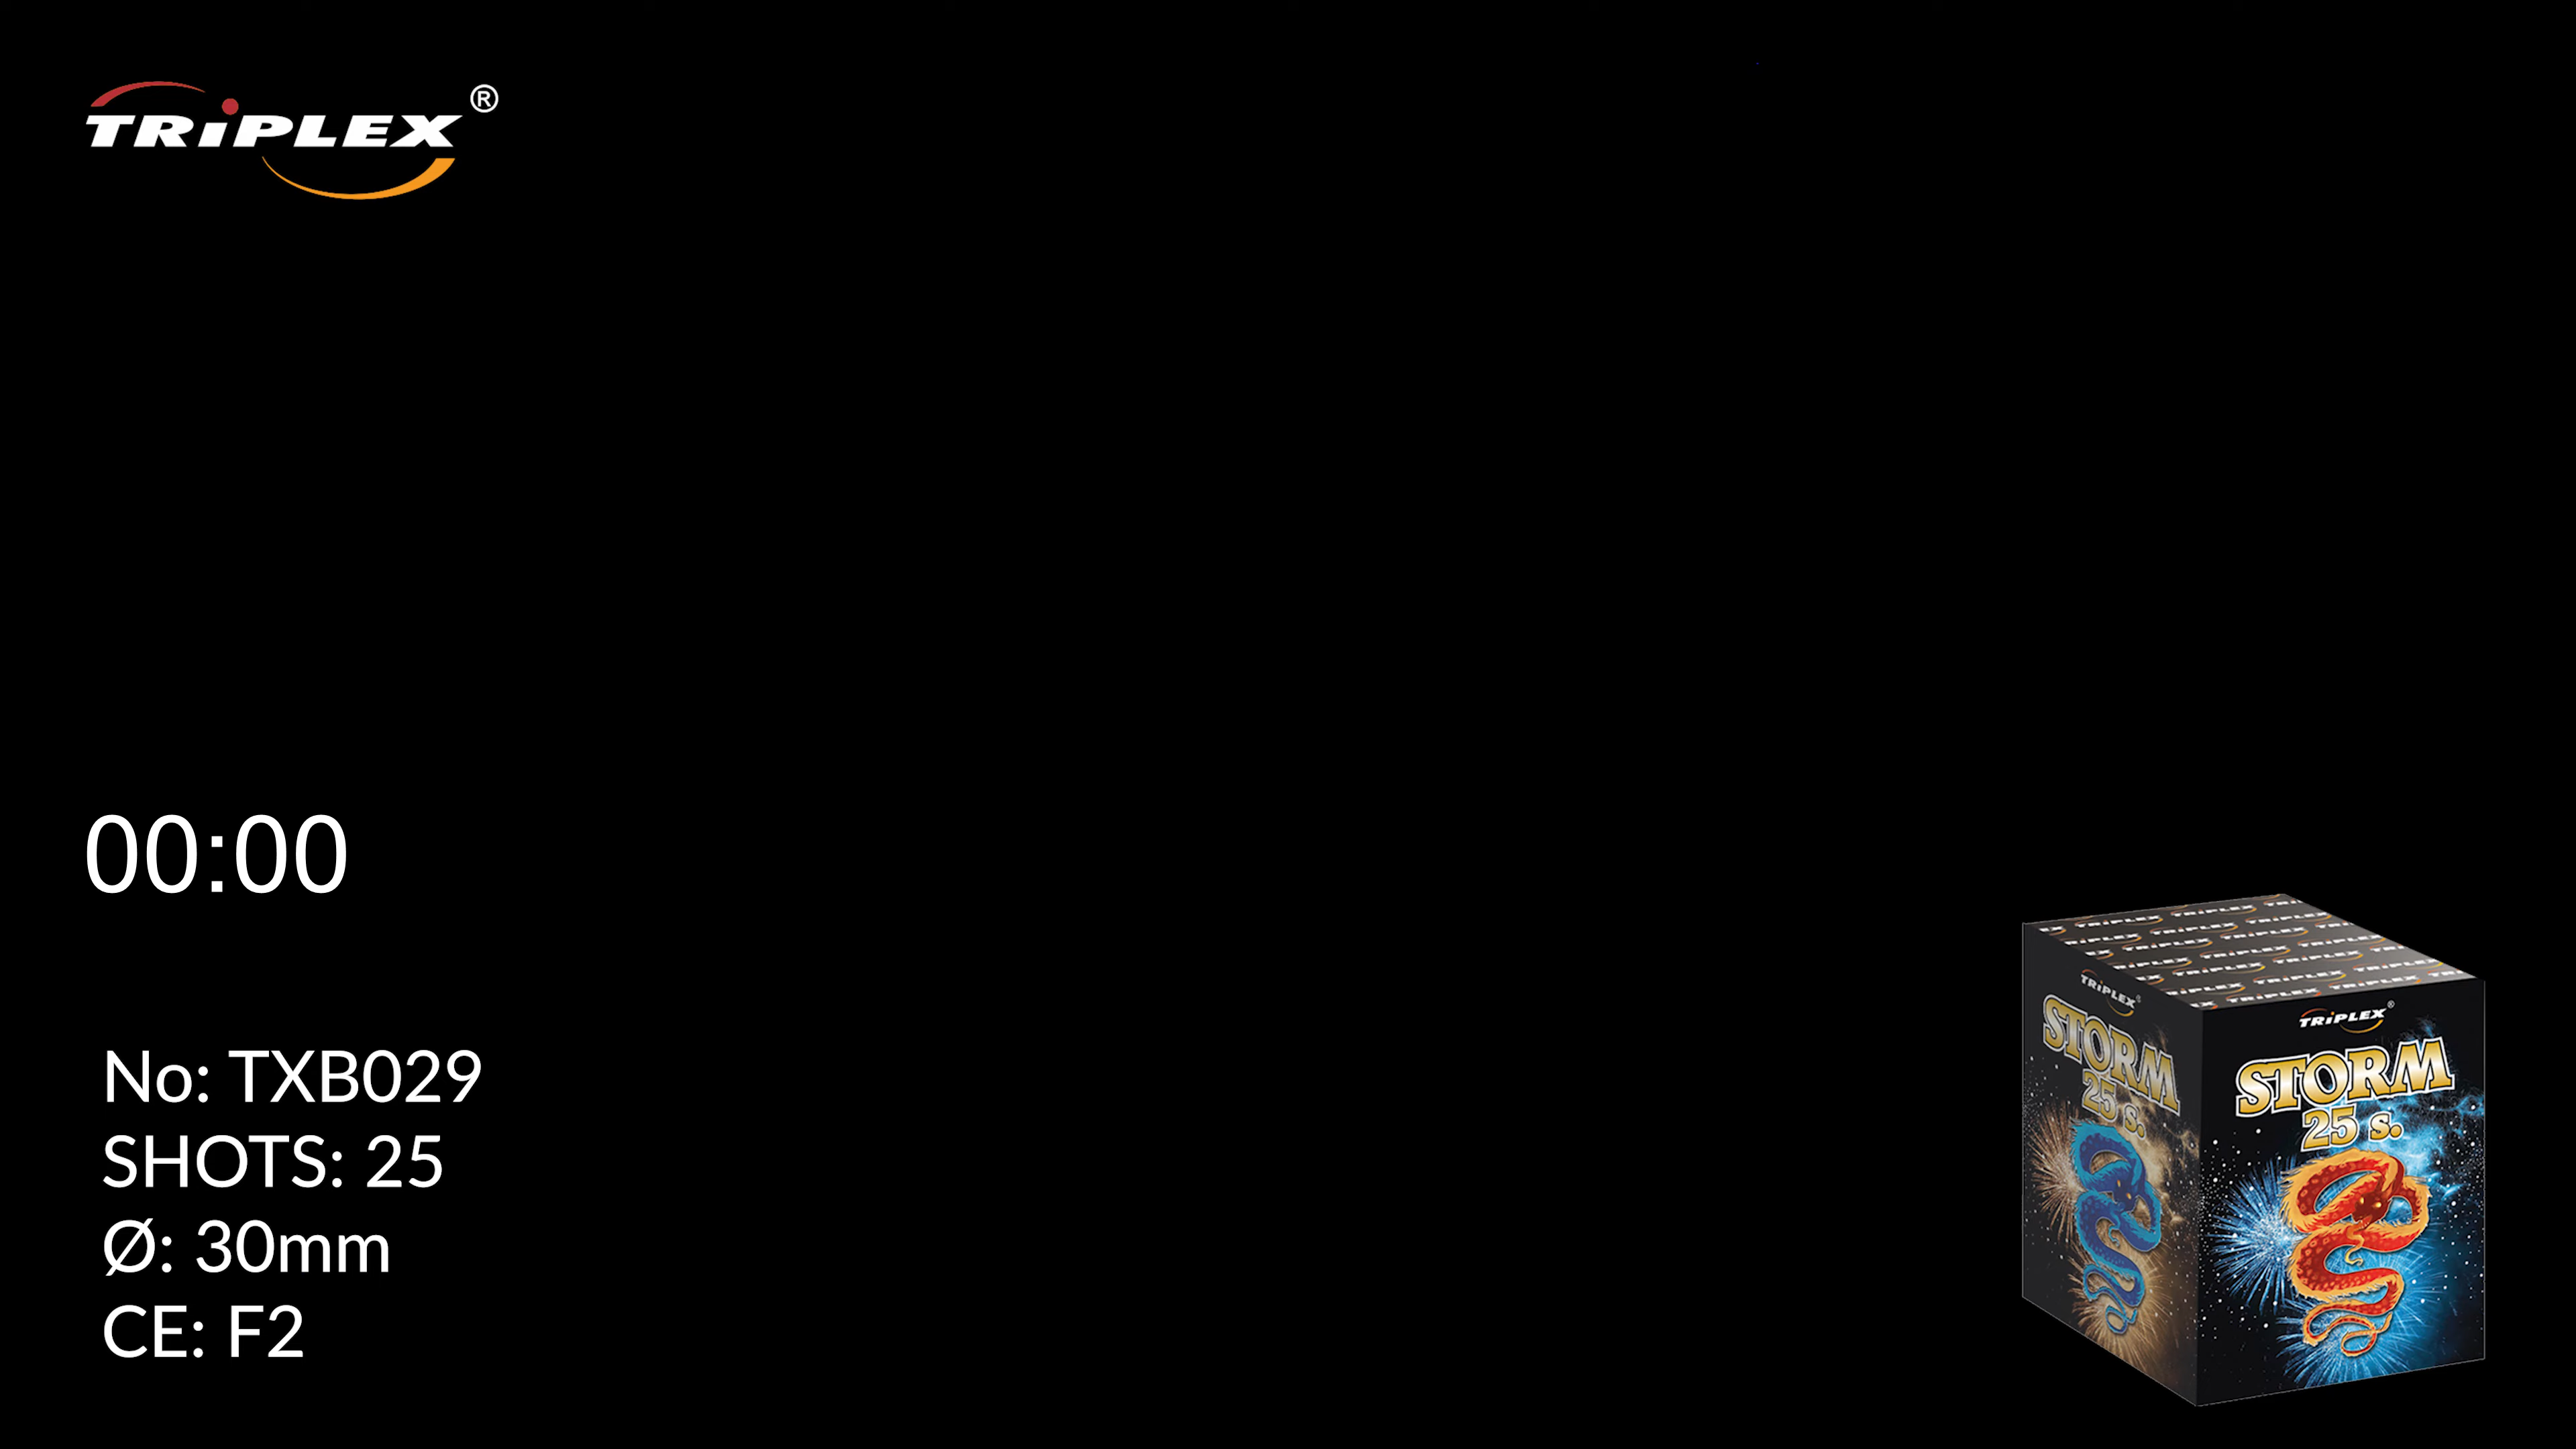 TRiPLEX®
00:00
No: TXB029
SHOTS: 25
Ø: 30mm
CE: F2
TRiPLEX®
STORM
25 s.
TRiPLEX®
STORM
25 s.